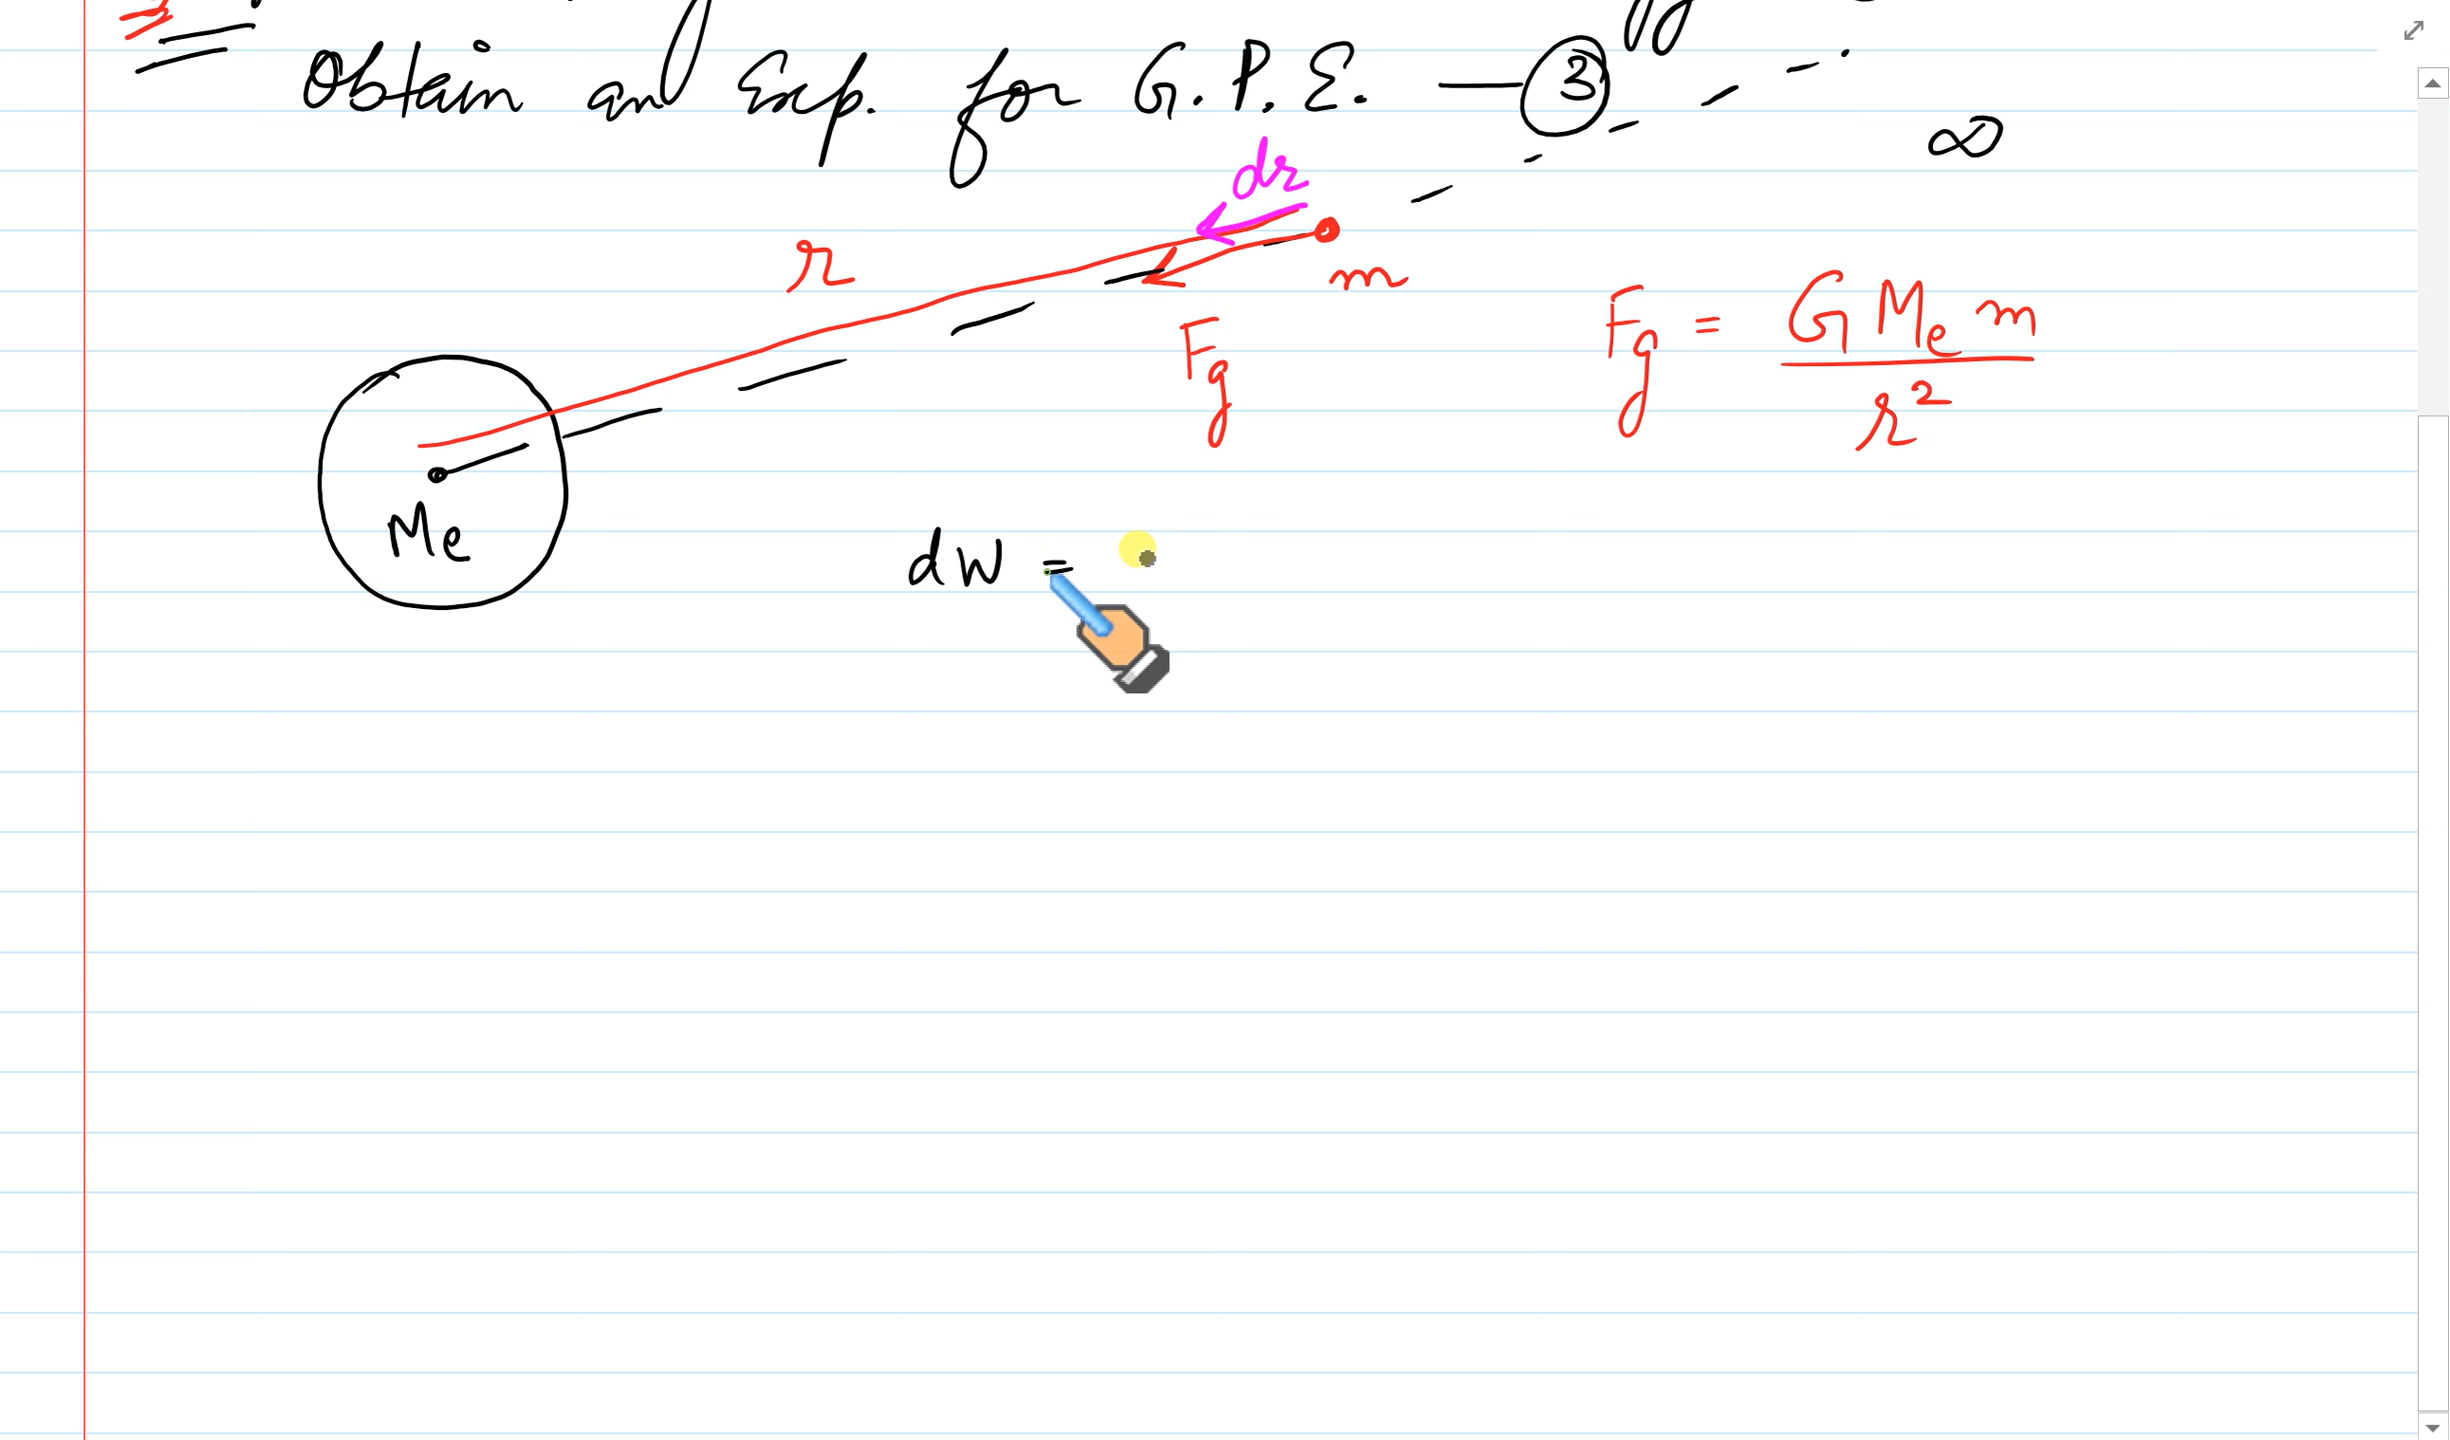 Obtain an Exp. for G.P.E. — 3
∞
dr
r
m
Fg
Fg = G Me m / r²
Me
dW =